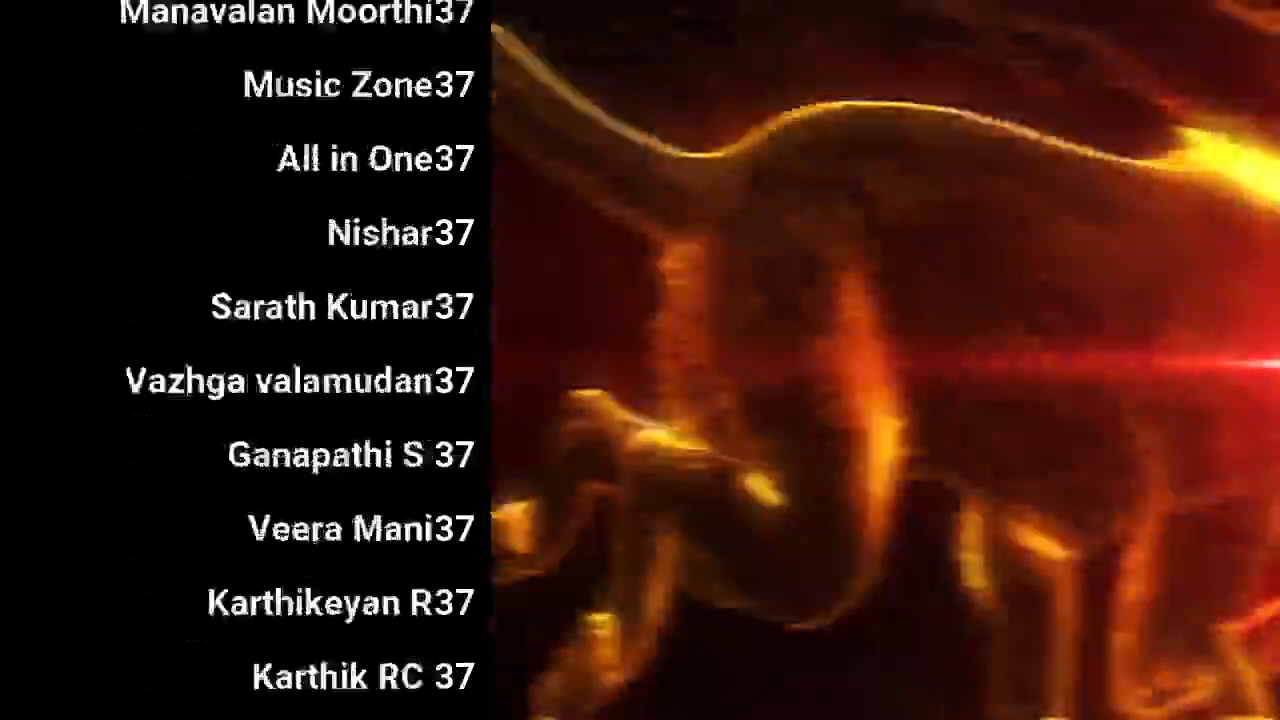 Manavalan Moorthi37
Music Zone37
All in One37
Nishar37
Sarath Kumar37
Vazhga valamudan37
Ganapathi S 37
Veera Mani37
Karthikeyan R37
Karthik RC 37